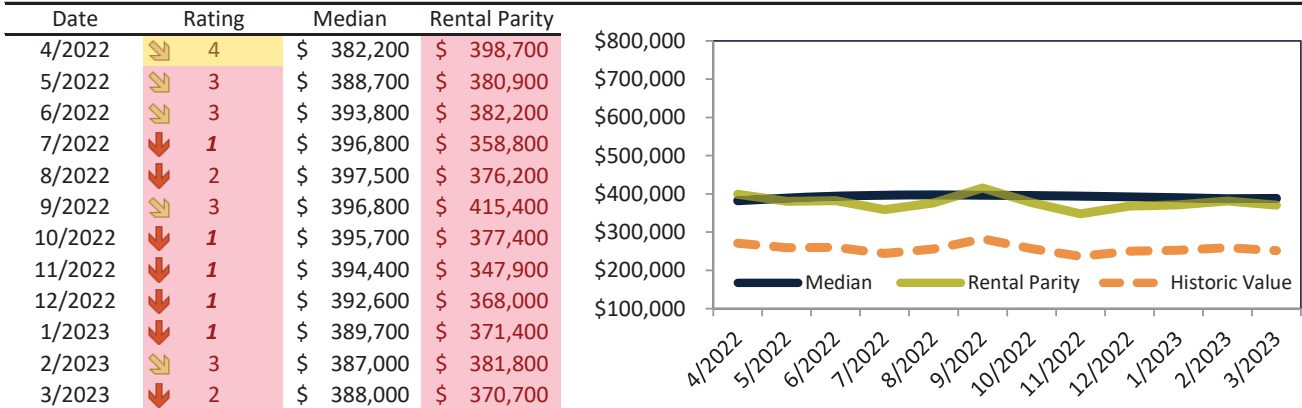 Date Rating Median Rental Parity
4/2022 4 $ 382,200 $ 398,700
5/2022 3 $ 388,700 $ 380,900
6/2022 3 $ 393,800 $ 382,200
7/2022 1 $ 396,800 $ 358,800
8/2022 2 $ 397,500 $ 376,200
9/2022 3 $ 396,800 $ 415,400
10/2022 1 $ 395,700 $ 377,400
11/2022 1 $ 394,400 $ 347,900
12/2022 1 $ 392,600 $ 368,000
1/2023 1 $ 389,700 $ 371,400
2/2023 3 $ 387,000 $ 381,800
3/2023 2 $ 388,000 $ 370,700
$800,000
$700,000
$600,000
$500,000
$400,000
$300,000
$200,000
$100,000
Median Rental Parity Historic Value
4/2022 5/2022 6/2022 7/2022 8/2022 9/2022 10/2022 11/2022 12/2022 1/2023 2/2023 3/2023